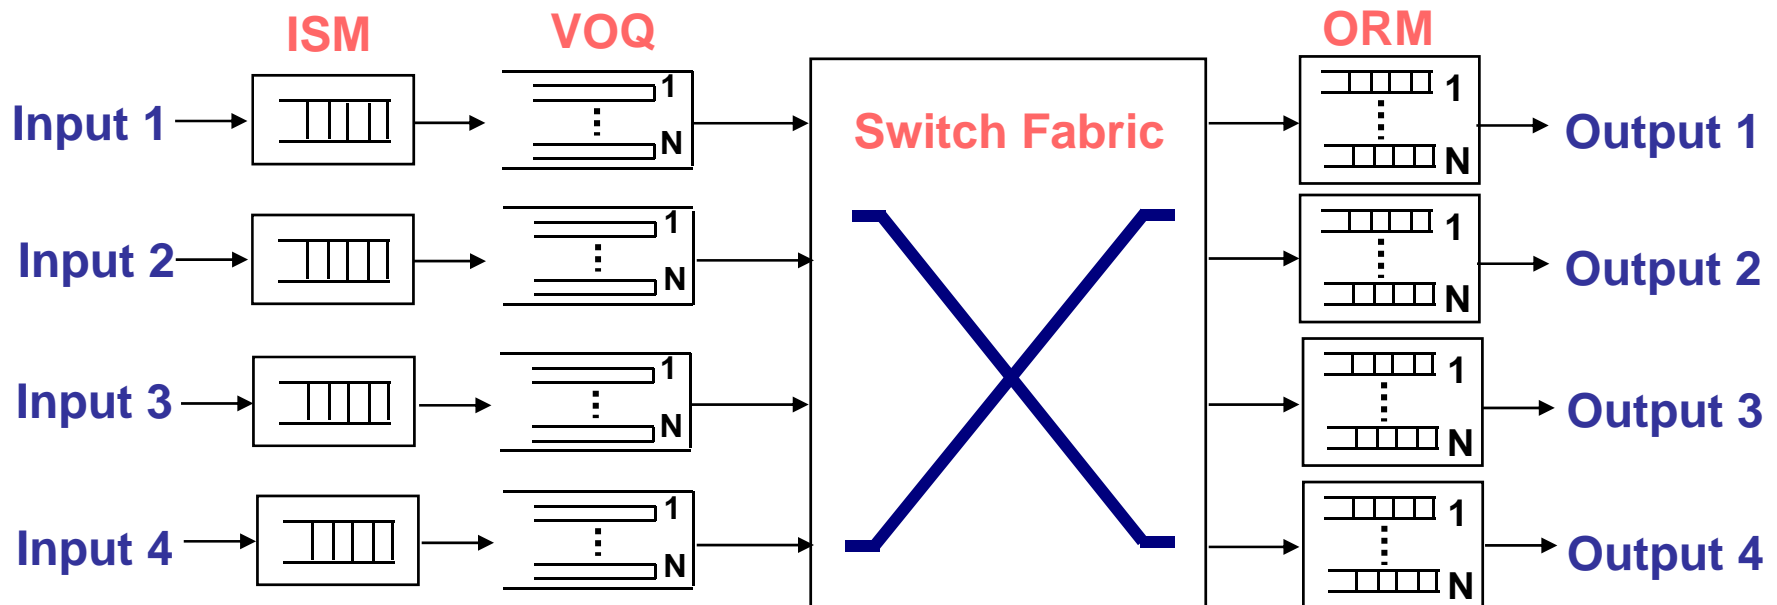 ISM VOQ ORM
Input 1 1 N Switch Fabric 1 N Output 1
Input 2 1 N 1 N Output 2
Input 3 1 N 1 N Output 3
Input 4 1 N 1 N Output 4